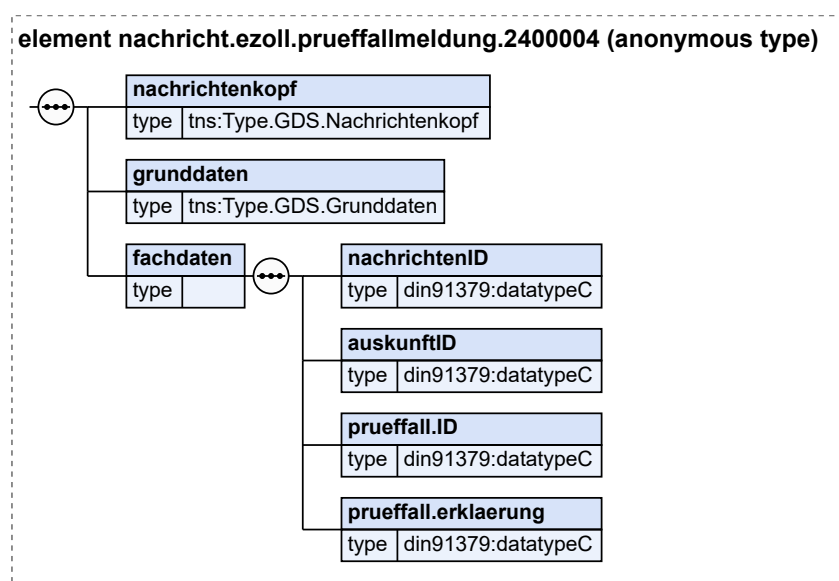 element nachricht.ezoll.prueffallmeldung.2400004 (anonymous type)
nachrichtenkopf
type tns:Type.GDS.Nachrichtenkopf
grunddaten
type tns:Type.GDS.Grunddaten
fachdaten
type
nachrichtenID
type din91379:datatypeC
auskunftID
type din91379:datatypeC
prueffall.ID
type din91379:datatypeC
prueffall.erklaerung
type din91379:datatypeC